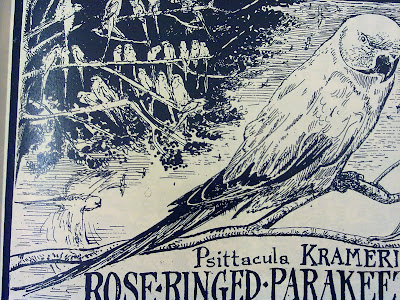 Psittacula KRAMERI
ROSE·RINGED·PARAKEET